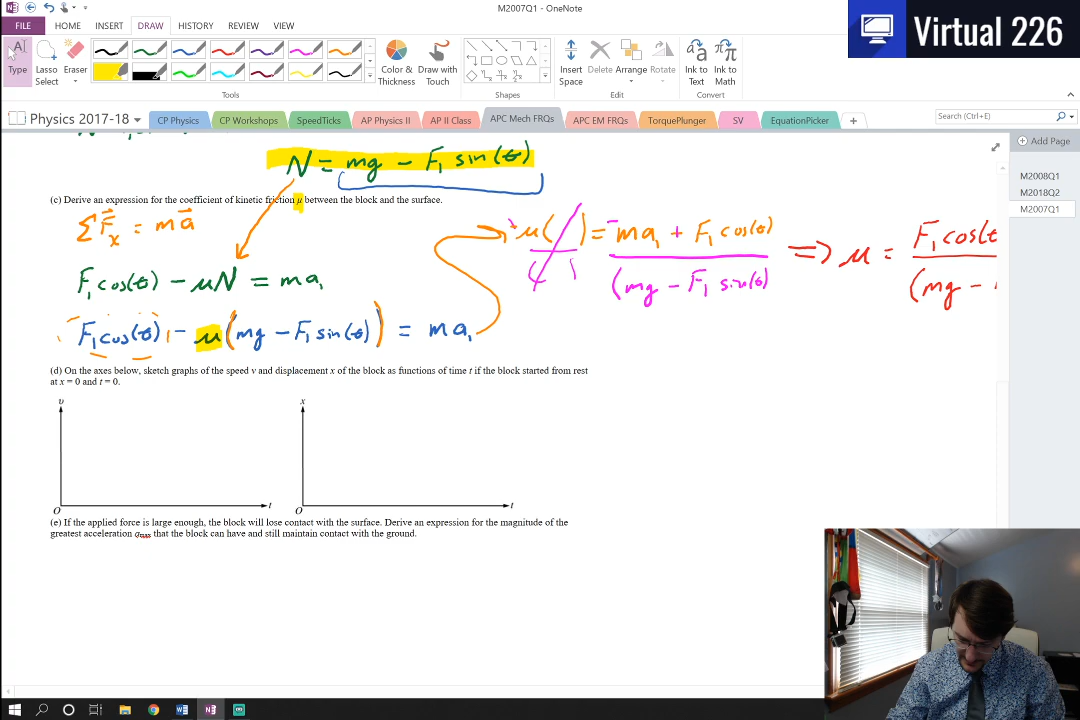 M2007Q1 - OneNote
Virtual 226
FILE HOME INSERT DRAW HISTORY REVIEW VIEW
Type Lasso Select Eraser Color & Thickness Draw with Touch Insert Space Delete Arrange Rotate Ink to Text Ink to Math
Tools Shapes Edit Convert
Physics 2017-18 CP Physics CP Workshops SpeedTicks AP Physics II AP II Class APC Mech FRQs APC EM FRQs TorquePlunger SV EquationPicker Search (Ctrl+E)
Add Page
M2008Q1
M2018Q2
M2007Q1
N = mg - F₁ sin(θ)
(c) Derive an expression for the coefficient of kinetic friction μ between the block and the surface.
ΣF⃗ₓ = ma⃗
F₁cos(θ) - μN = ma₁
F₁cos(θ) - μ(mg - F₁ sin(θ)) = ma₁
μ( ) = -ma₁ + F₁ cos(θ)
(mg - F₁ sin(θ)
=> μ = F₁cos(θ
(mg -
(d) On the axes below, sketch graphs of the speed v and displacement x of the block as functions of time t if the block started from rest
at x = 0 and t = 0.
υ x
O t O t
(e) If the applied force is large enough, the block will lose contact with the surface. Derive an expression for the magnitude of the
greatest acceleration amax that the block can have and still maintain contact with the ground.